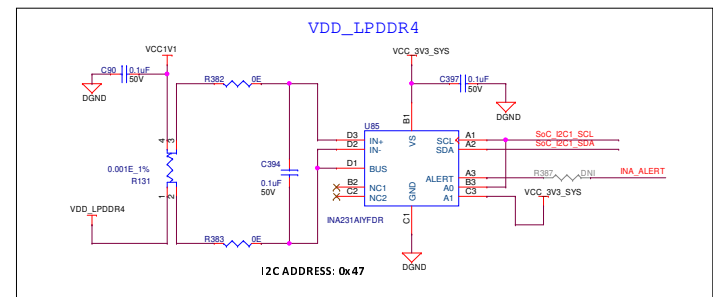 VDD_LPDDR4
VCC1V1
VCC_3V3_SYS
C90
0.1uF
50V
DGND
R382
0E
C397
0.1uF
50V
DGND
U85
B1
VS
D3
IN+
D2
IN-
D1
BUS
B2
NC1
C2
NC2
SCL
A1
SoC_I2C1_SCL
SDA
A2
SoC_I2C1_SDA
ALERT
A3
R387
DNI
INA_ALERT
A0
B3
A1
C3
VCC_3V3_SYS
GND
C1
INA231AIYFDR
DGND
4
3
0.001E_1%
R131
1
2
C394
0.1uF
50V
VDD_LPDDR4
R383
0E
I2C ADDRESS: 0x47